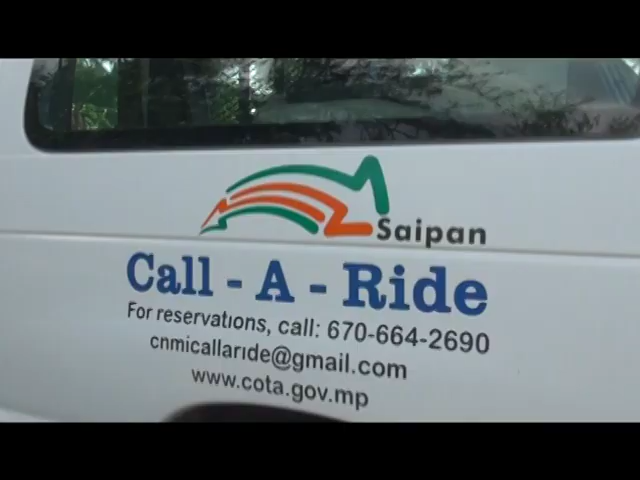 Saipan
Call - A - Ride
For reservations, call: 670-664-2690
cnmicallaride@gmail.com
www.cota.gov.mp